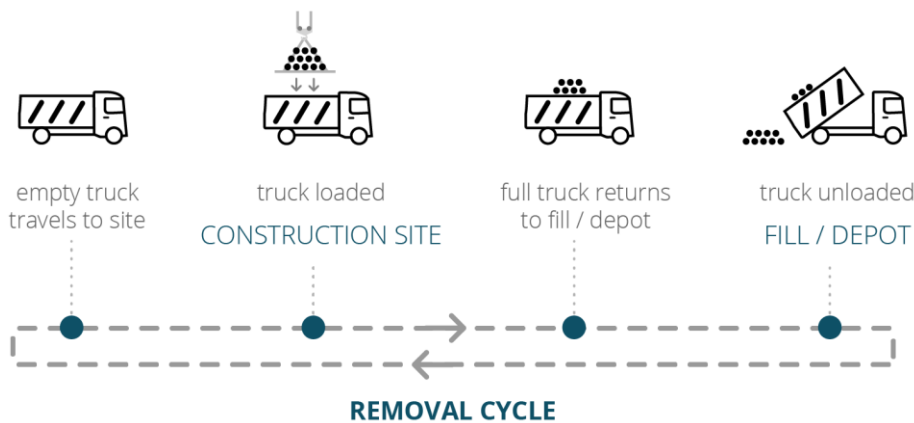 empty truck
travels to site
truck loaded
CONSTRUCTION SITE
full truck returns
to fill / depot
truck unloaded
FILL / DEPOT
REMOVAL CYCLE